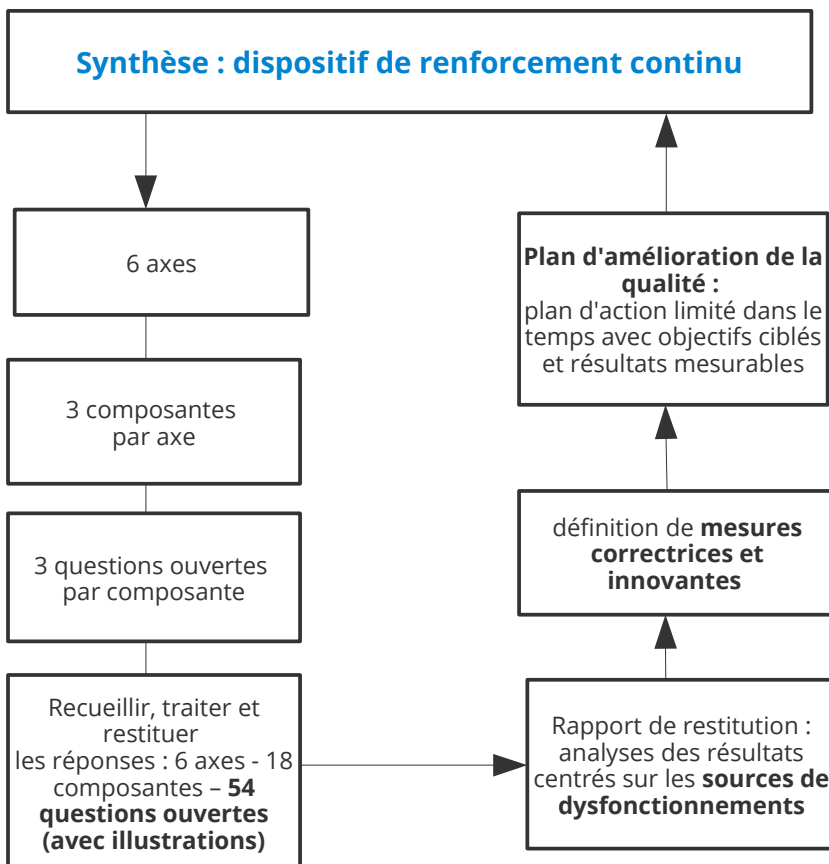 Synthèse : dispositif de renforcement continu
6 axes
3 composantes
par axe
3 questions ouvertes
par composante
Recueillir, traiter et
restituer
les réponses : 6 axes - 18
composantes – 54
questions ouvertes
(avec illustrations)
Plan d'amélioration de la
qualité :
plan d'action limité dans le
temps avec objectifs ciblés
et résultats mesurables
définition de mesures
correctrices et
innovantes
Rapport de restitution :
analyses des résultats
centrés sur les sources de
dysfonctionnements